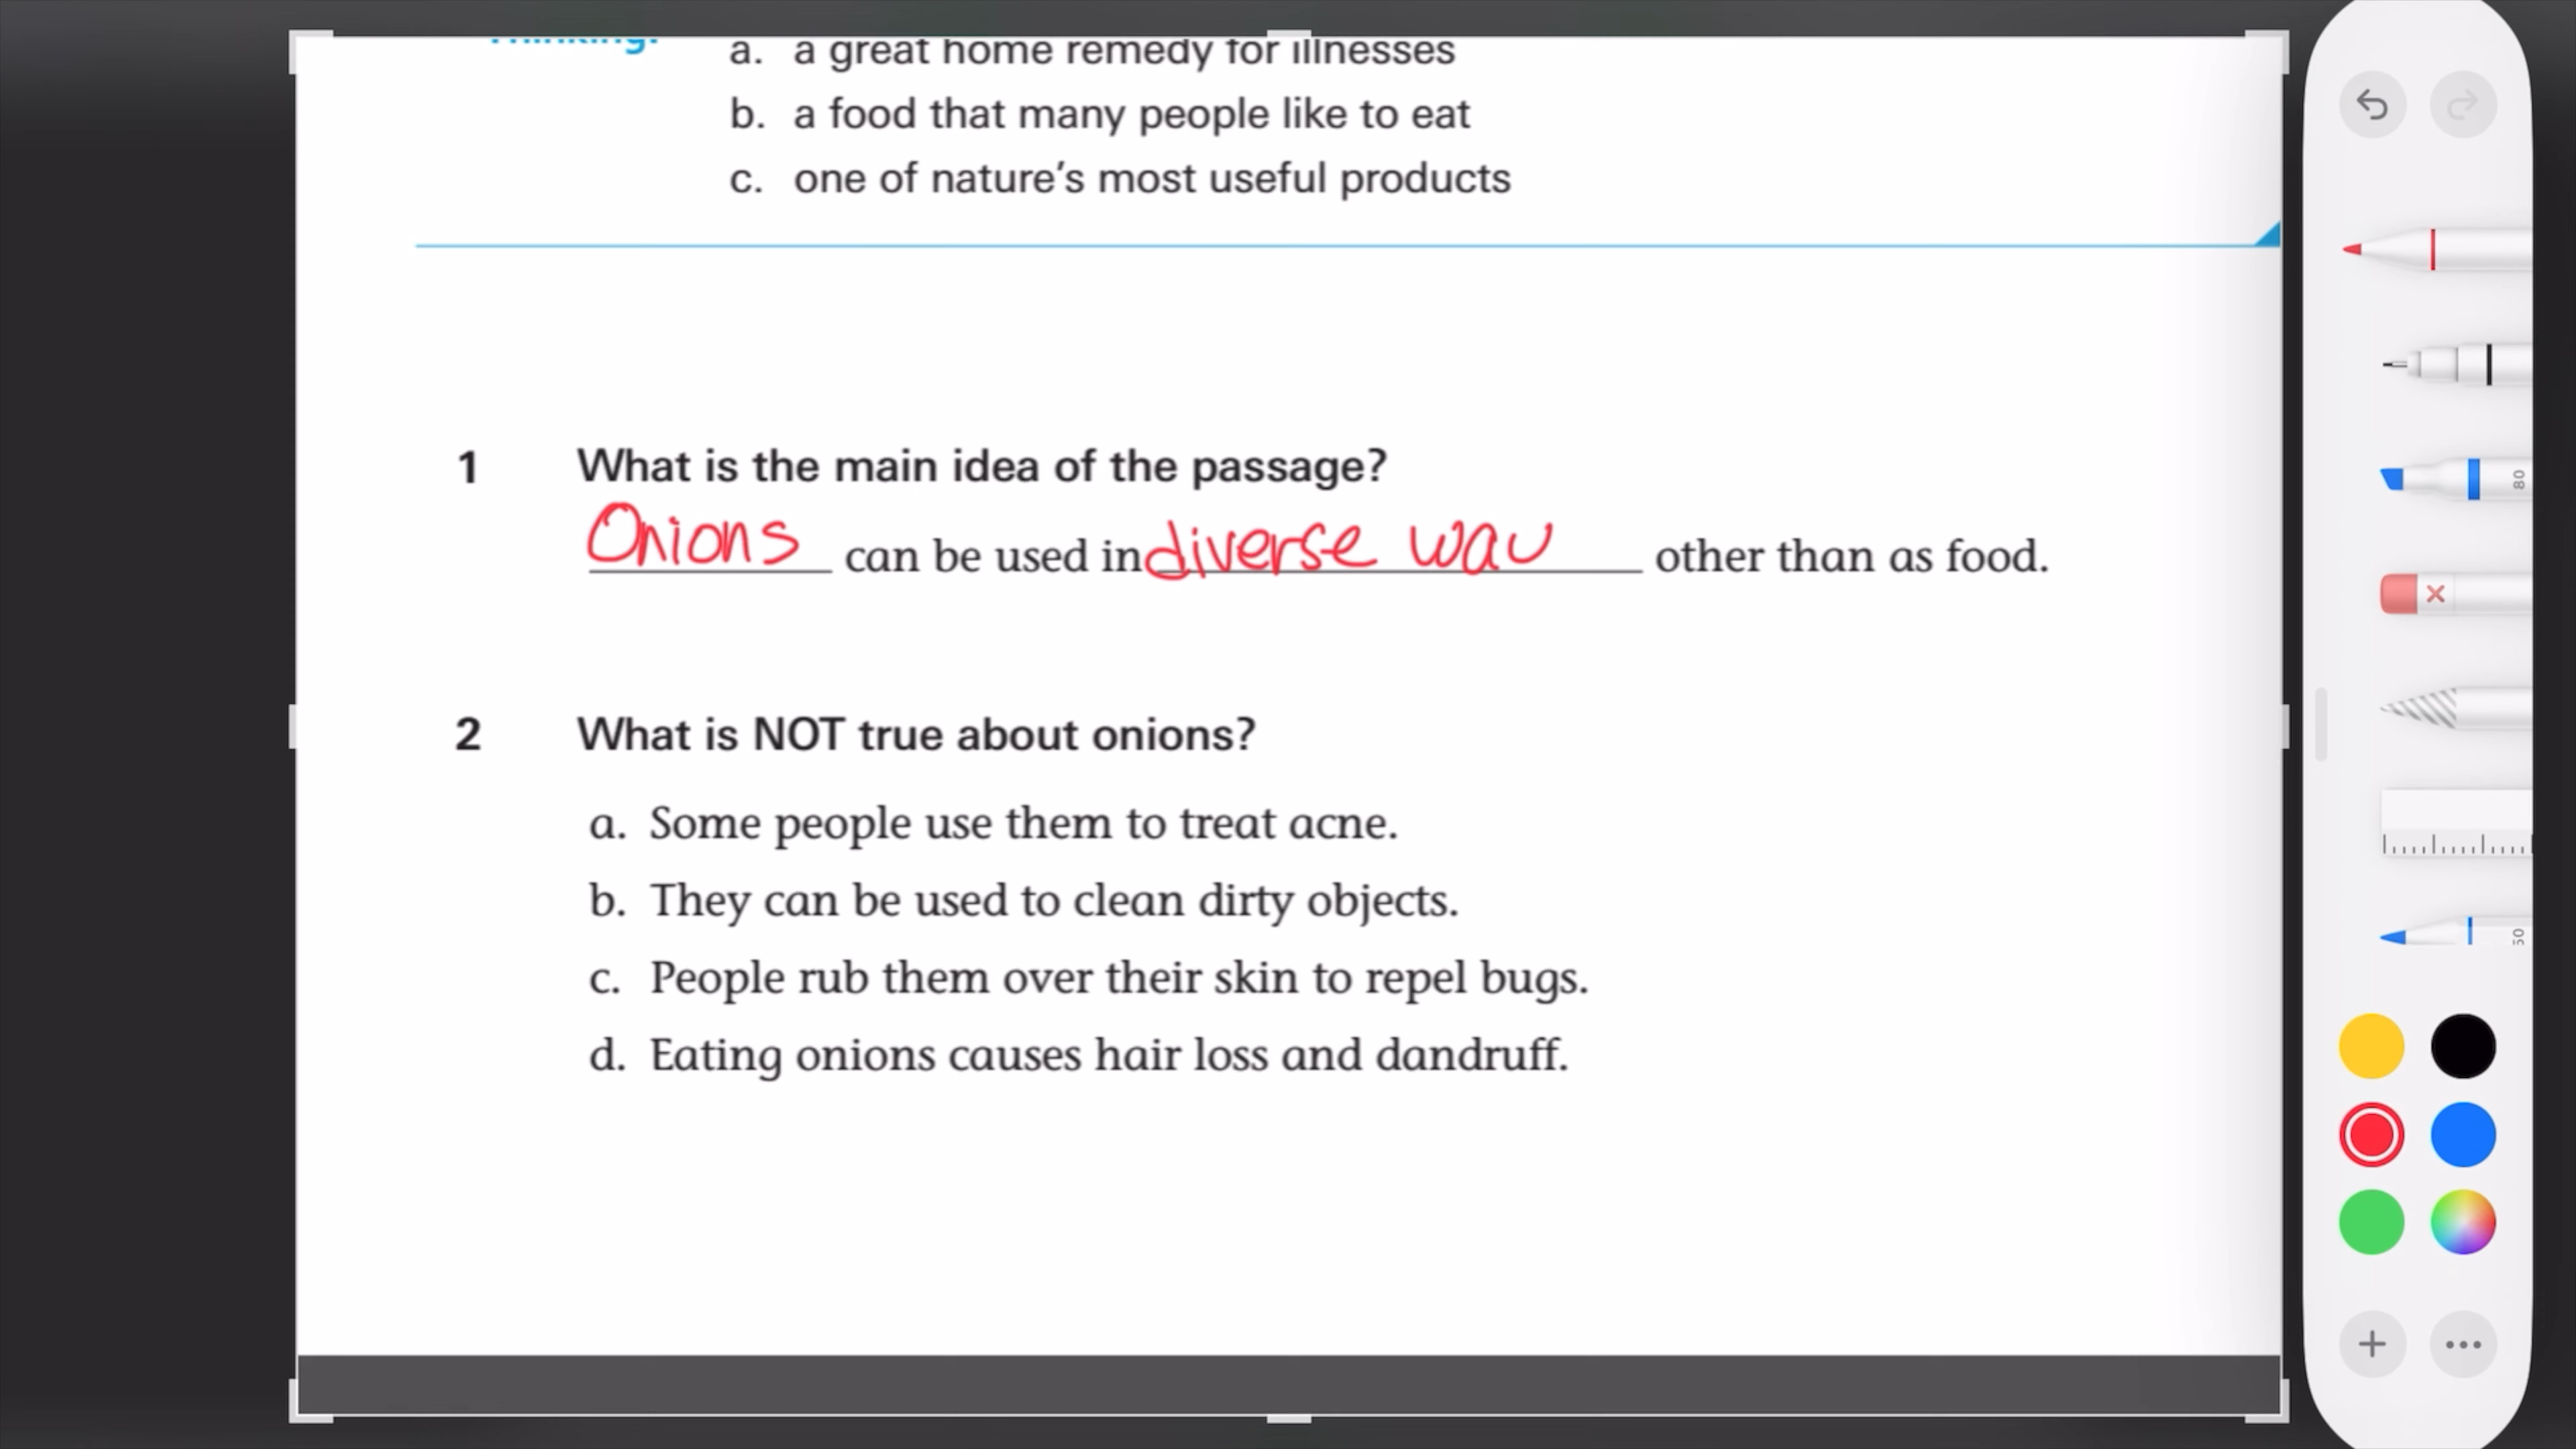 Thinking:
a. a great home remedy for illnesses
b. a food that many people like to eat
c. one of nature's most useful products
1 What is the main idea of the passage?
Onions can be used in diverse wau other than as food.
2 What is NOT true about onions?
a. Some people use them to treat acne.
b. They can be used to clean dirty objects.
c. People rub them over their skin to repel bugs.
d. Eating onions causes hair loss and dandruff.
80
50